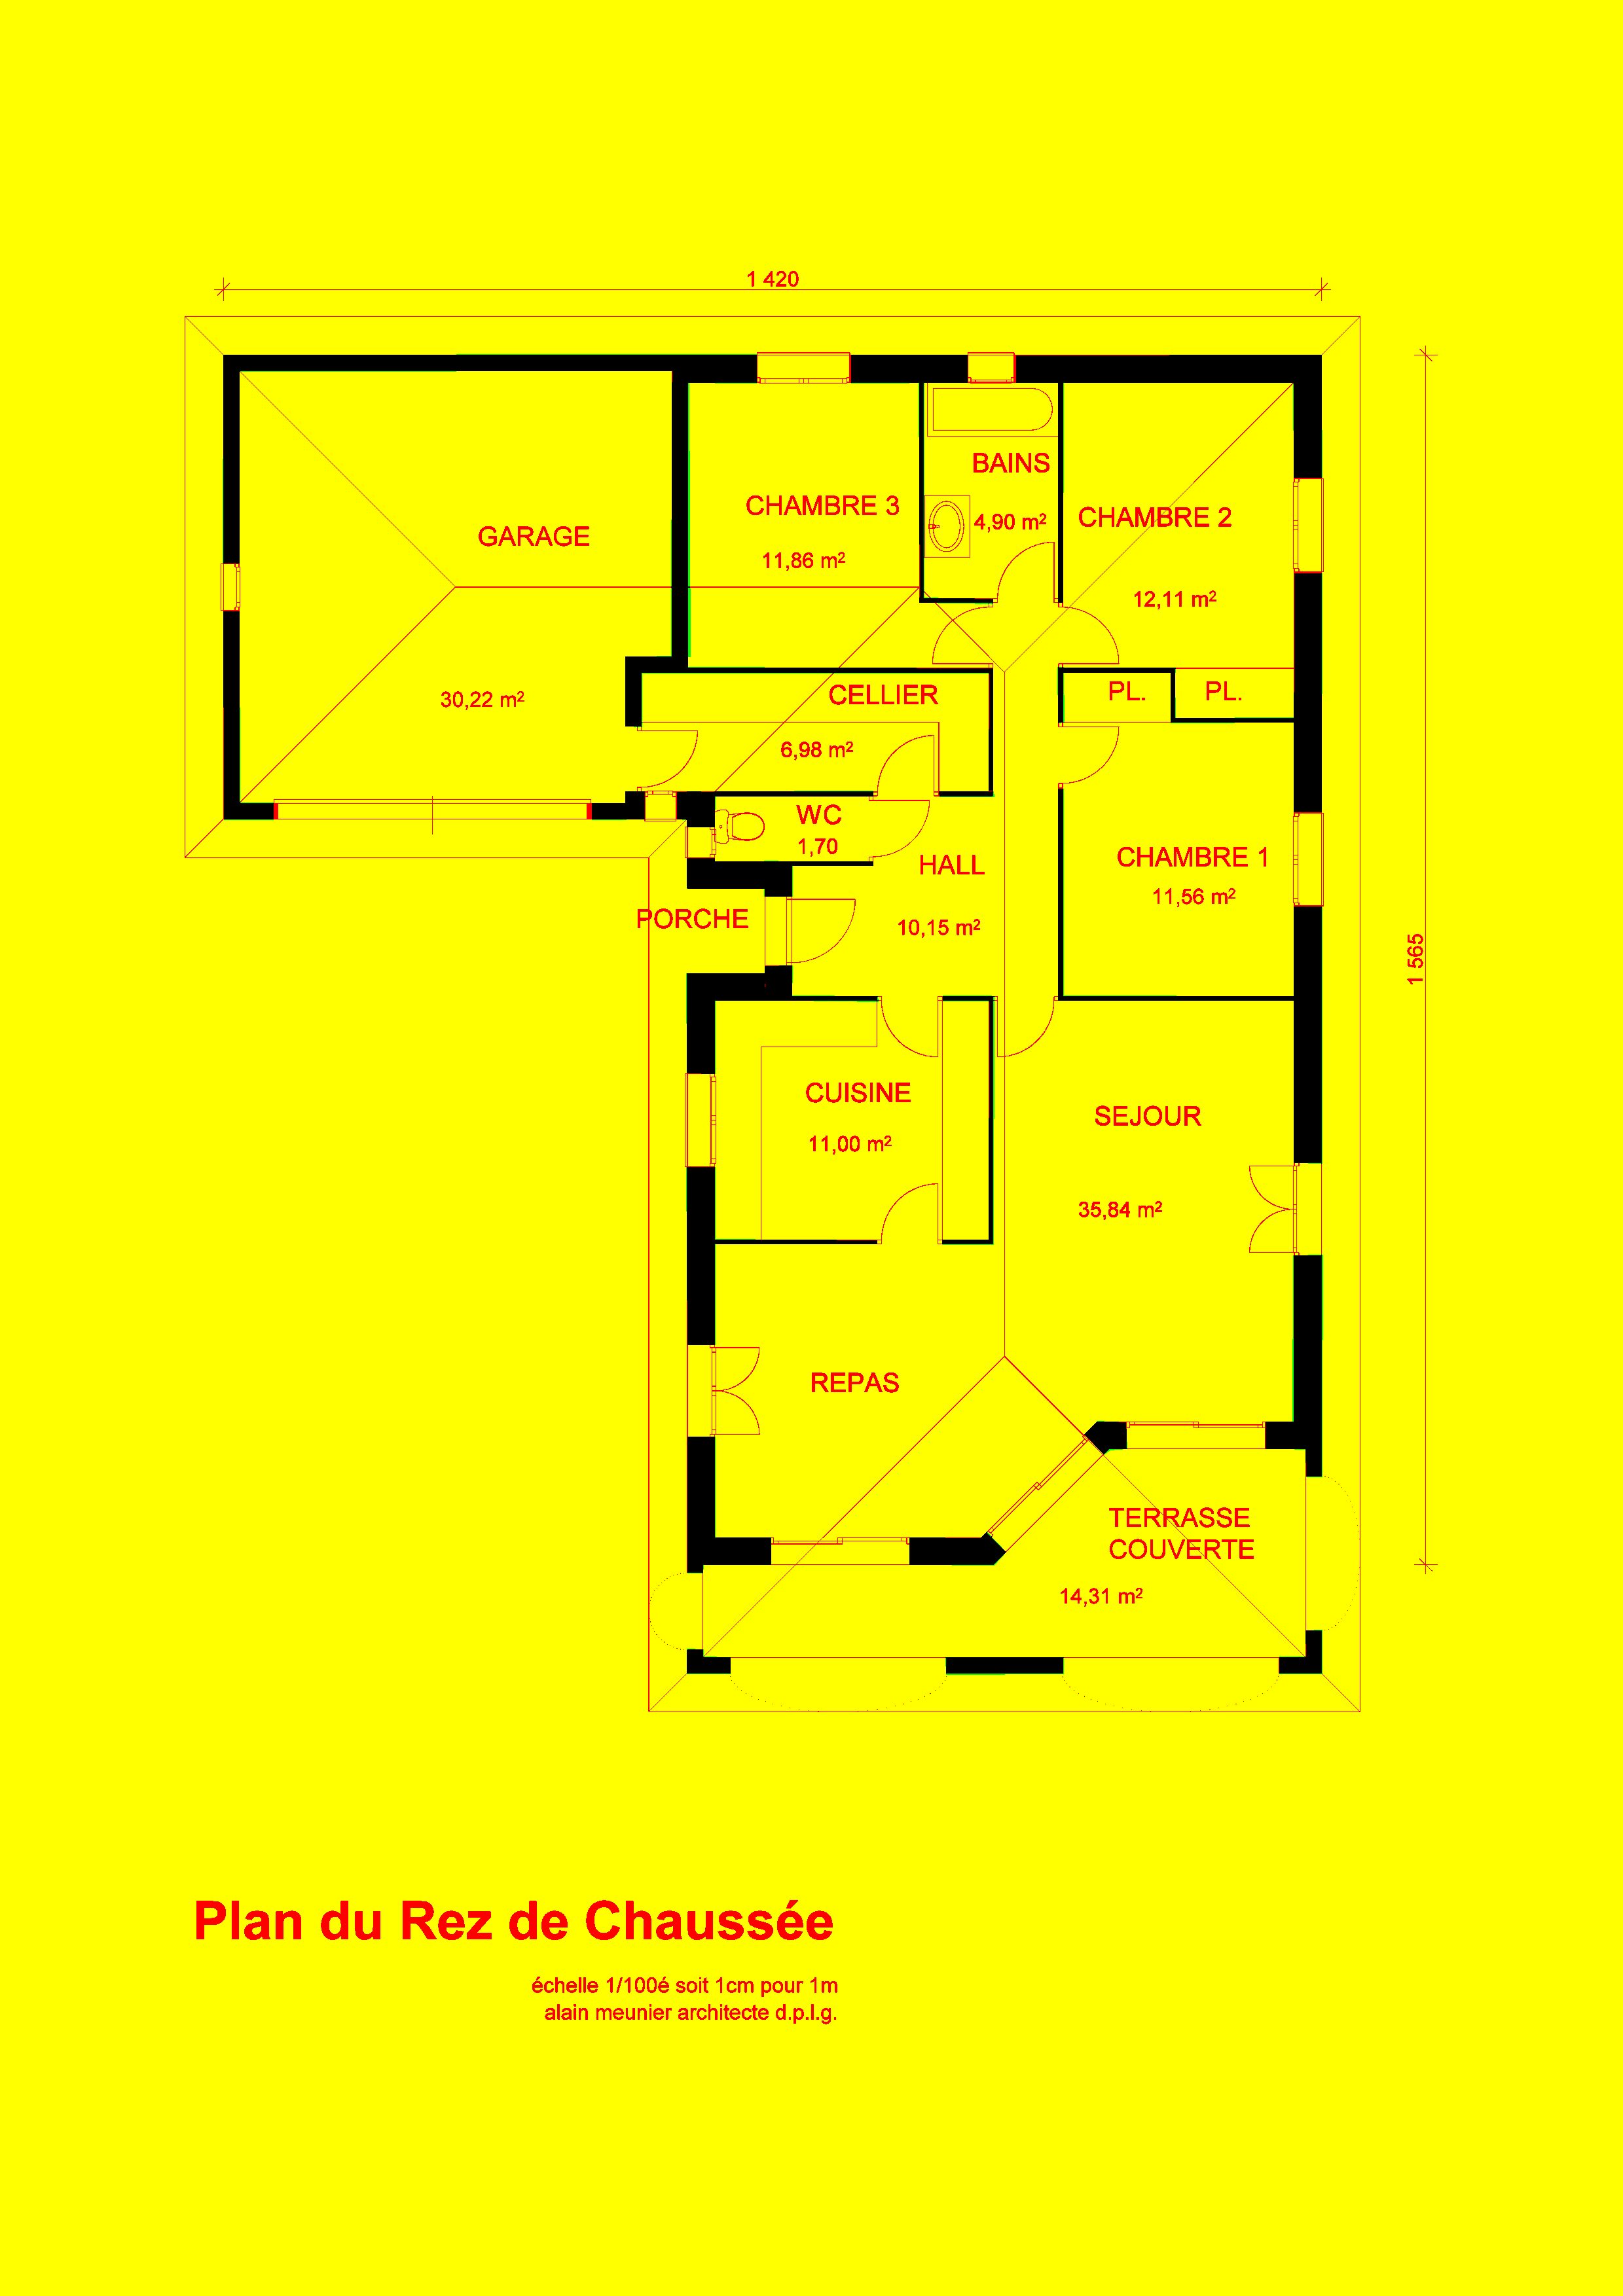 1 420
BAINS
CHAMBRE 3
4,90 m²
CHAMBRE 2
GARAGE
11,86 m²
12,11 m²
30,22 m²
CELLIER
PL.
PL.
6,98 m²
WC
1,70
HALL
CHAMBRE 1
11,56 m²
PORCHE
10,15 m²
1 565
CUISINE
11,00 m²
SEJOUR
35,84 m²
REPAS
TERRASSE
COUVERTE
14,31 m²
Plan du Rez de Chaussée
échelle 1/100é soit 1cm pour 1m
alain meunier architecte d.p.l.g.